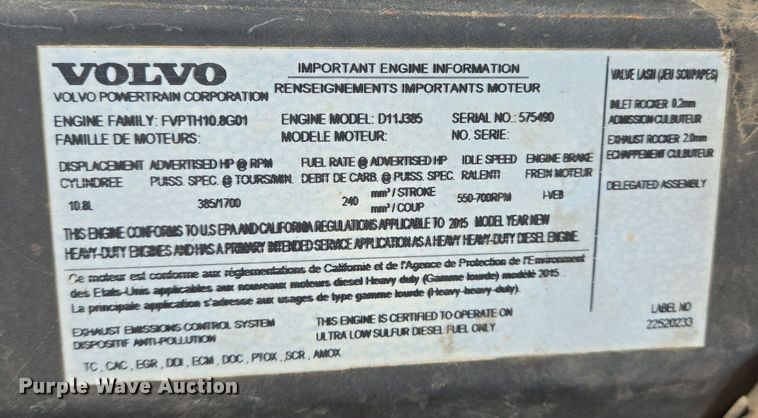 VOLVO
VOLVO POWERTRAIN CORPORATION
IMPORTANT ENGINE INFORMATION
RENSEIGNEMENTS IMPORTANTS MOTEUR
ENGINE FAMILY: FVPTH10.8G01 ENGINE MODEL: D11J385 SERIAL NO.: 575490
FAMILLE DE MOTEURS: MODELE MOTEUR: NO. SERIE:
DISPLACEMENT ADVERTISED HP @ RPM FUEL RATE @ ADVERTISED HP IDLE SPEED ENGINE BRAKE
CYLINDREE PUISS. SPEC. @ TOURS/MIN. DEBIT DE CARB. @ PUISS. SPEC. RALENTI FREIN MOTEUR
10.8L 385/1700 240 mm³ / STROKE mm³ / COUP 550-700RPM I-VEB
THIS ENGINE CONFORMS TO U.S EPA AND CALIFORNIA REGULATIONS APPLICABLE TO 2015 MODEL YEAR NEW
HEAVY-DUTY ENGINES AND HAS A PRIMARY INTENDED SERVICE APPLICATION AS A HEAVY HEAVY-DUTY DIESEL ENGINE.
Ce moteur est conforme aux réglementations de Californie et de l'Agence de Protection de l'Environment
des Etats-Unis applicables aux nouveaux moteurs diesel Heavy duty (Gamme lourde) modèle 2015
La principale application s'adresse aux usages de type gamme lourde (Heavy-heavy-duty).
EXHAUST EMISSIONS CONTROL SYSTEM
DISPOSITIF ANTI-POLLUTION
TC , CAC , EGR , DDI , ECM , DOC , PTOX , SCR , AMOX
THIS ENGINE IS CERTIFIED TO OPERATE ON
ULTRA LOW SULFUR DIESEL FUEL ONLY.
VALVE LASH (JEU SOUPAPES)
INLET ROCKER 0.2mm
ADMISSION CULBUTEUR
EXHAUST ROCKER 2.0mm
ECHAPPEMENT CULBUTEUR
DELEGATED ASSEMBLY
LABEL NO
22520233
Purple Wave Auction